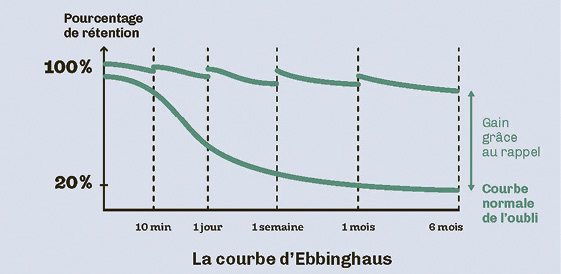 Pourcentage
de rétention
100%
20%
Gain
grâce
au rappel
Courbe
normale
de l'oubli
10 min
1 jour
1 semaine
1 mois
6 mois
La courbe d'Ebbinghaus